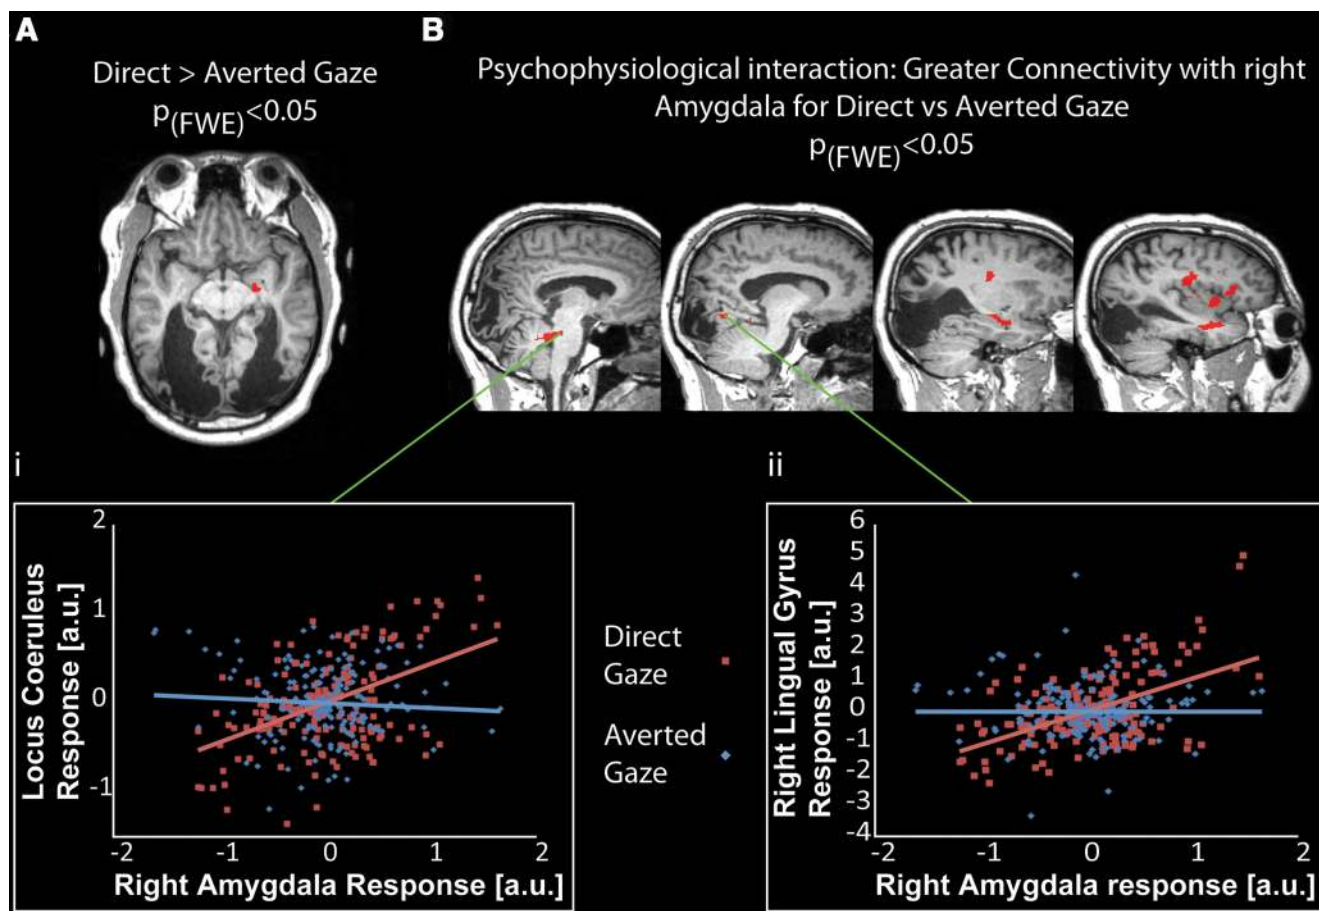 A
Direct > Averted Gaze
p(FWE)<0.05
B
Psychophysiological interaction: Greater Connectivity with right
Amygdala for Direct vs Averted Gaze
p(FWE)<0.05
i
2
1
0
-1
Locus Coeruleus
Response [a.u.]
-2 -1 0 1 2
Right Amygdala Response [a.u.]
Direct
Gaze
Averted
Gaze
ii
6
5
4
3
2
1
0
-1
-2
-3
-4
Right Lingual Gyrus
Response [a.u.]
-2 -1 0 1 2
Right Amygdala response [a.u.]